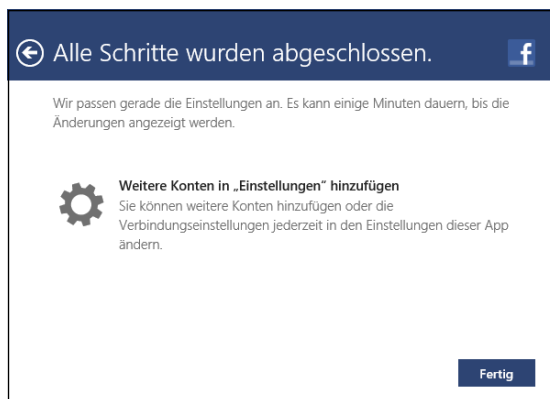 Alle Schritte wurden abgeschlossen.
f
Wir passen gerade die Einstellungen an. Es kann einige Minuten dauern, bis die
Änderungen angezeigt werden.
Weitere Konten in „Einstellungen“ hinzufügen
Sie können weitere Konten hinzufügen oder die
Verbindungseinstellungen jederzeit in den Einstellungen dieser App
ändern.
Fertig